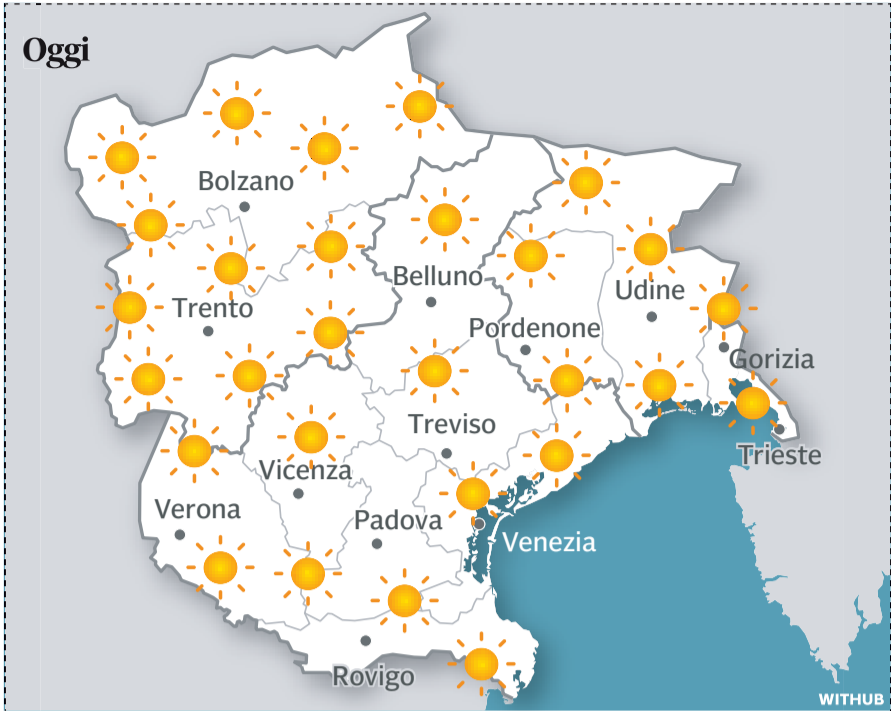 Oggi
Bolzano
Belluno
Trento
Udine
Pordenone
Gorizia
Treviso
Trieste
Vicenza
Verona
Padova
Venezia
Rovigo
WITHUB